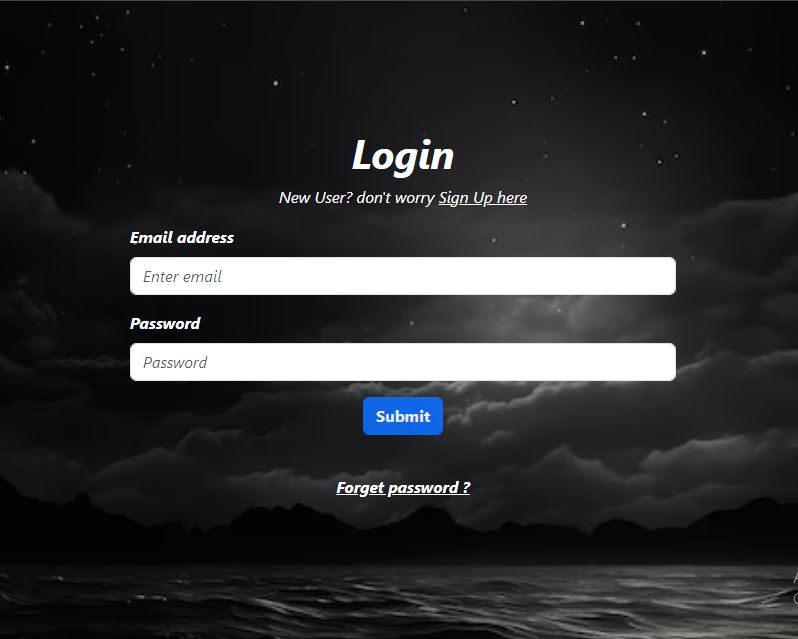 Login
New User? don't worry Sign Up here
Email address
Enter email
Password
Password
Submit
Forget password ?